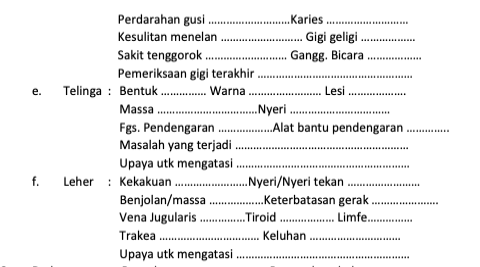 Perdarahan gusi ............................Karies ............................
Kesulitan menelan ............................ Gigi geligi ...................
Sakit tenggorok ............................ Gangg. Bicara ...................
Pemeriksaan gigi terakhir .....................................................
e. Telinga : Bentuk ............... Warna ......................... Lesi ....................
Massa ..................................Nyeri ..................................
Fgs. Pendengaran ...................Alat bantu pendengaran ..............
Masalah yang terjadi ............................................................
Upaya utk mengatasi ............................................................
f. Leher : Kekakuan .........................Nyeri/Nyeri tekan .........................
Benjolan/massa ...................Keterbatasan gerak .......................
Vena Jugularis ...............Tiroid ................... Limfe...............
Trakea .................................. Keluhan ...............................
Upaya utk mengatasi ............................................................